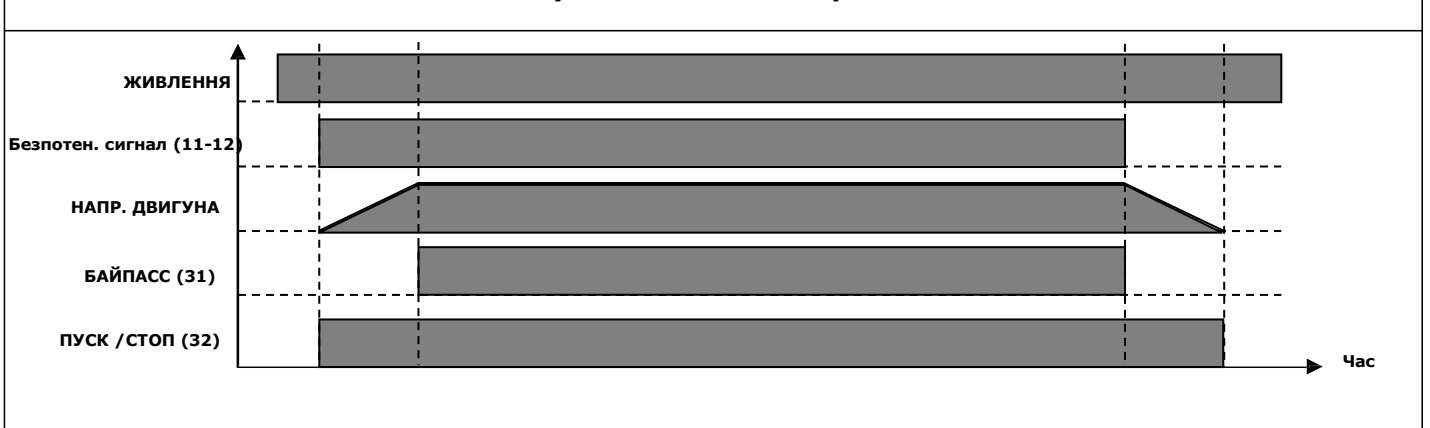 ЖИВЛЕННЯ
Безпотен. сигнал (11-12)
НАПР. ДВИГУНА
БАЙПАСС (31)
ПУСК /СТОП (32)
Час